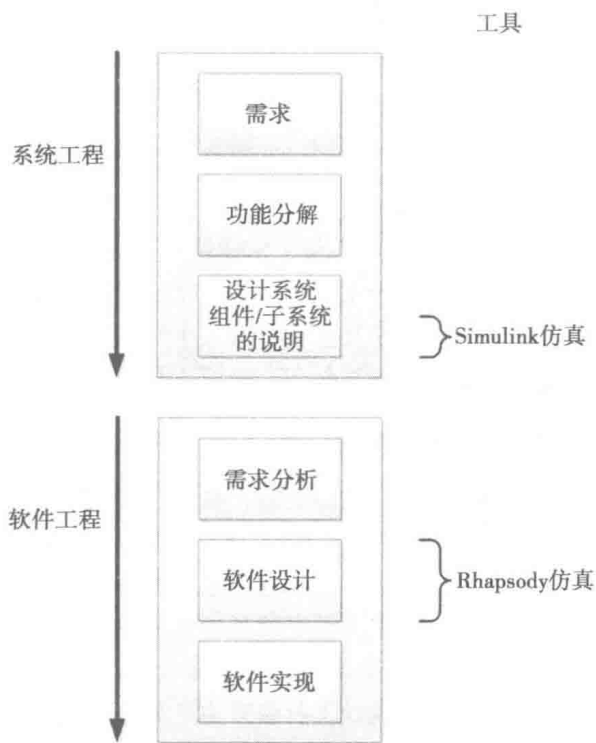 工具
系统工程
需求
功能分解
设计系统
组件/子系统
的说明
Simulink仿真
软件工程
需求分析
软件设计
Rhapsody仿真
软件实现